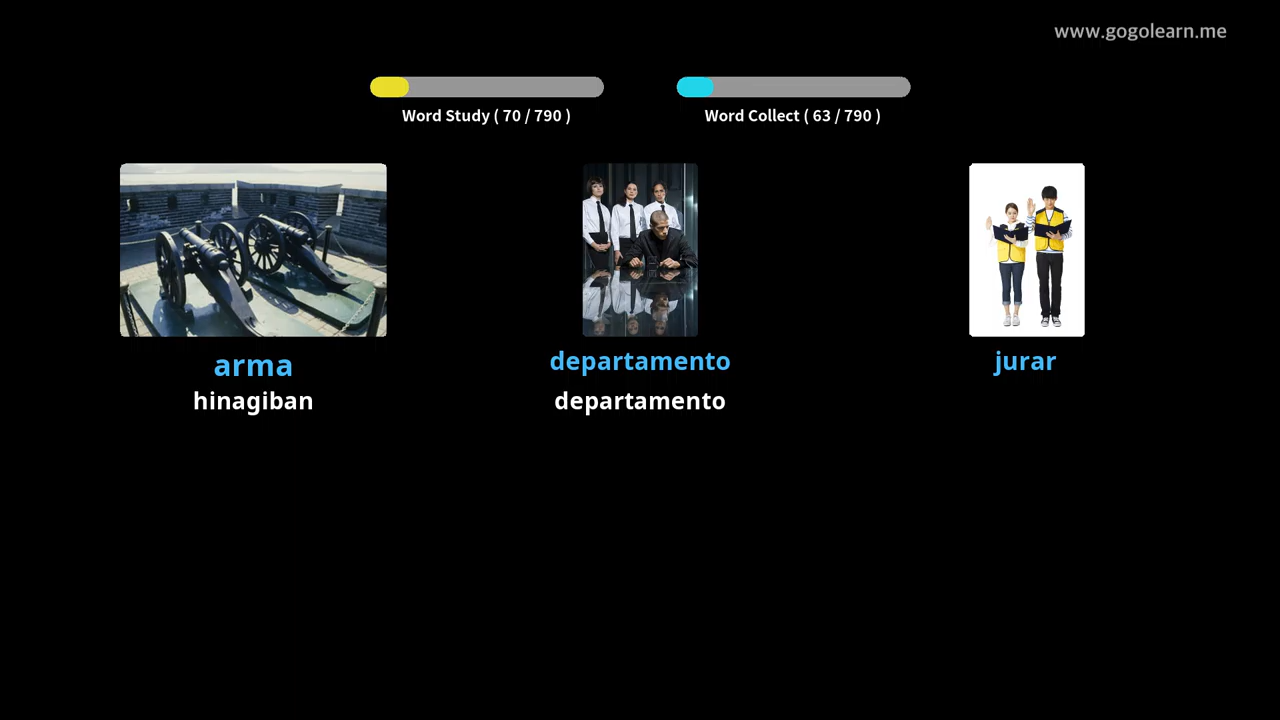 www.gogolearn.me
Word Study ( 70 / 790 )
Word Collect ( 63 / 790 )
arma
hinagiban
departamento
departamento
jurar